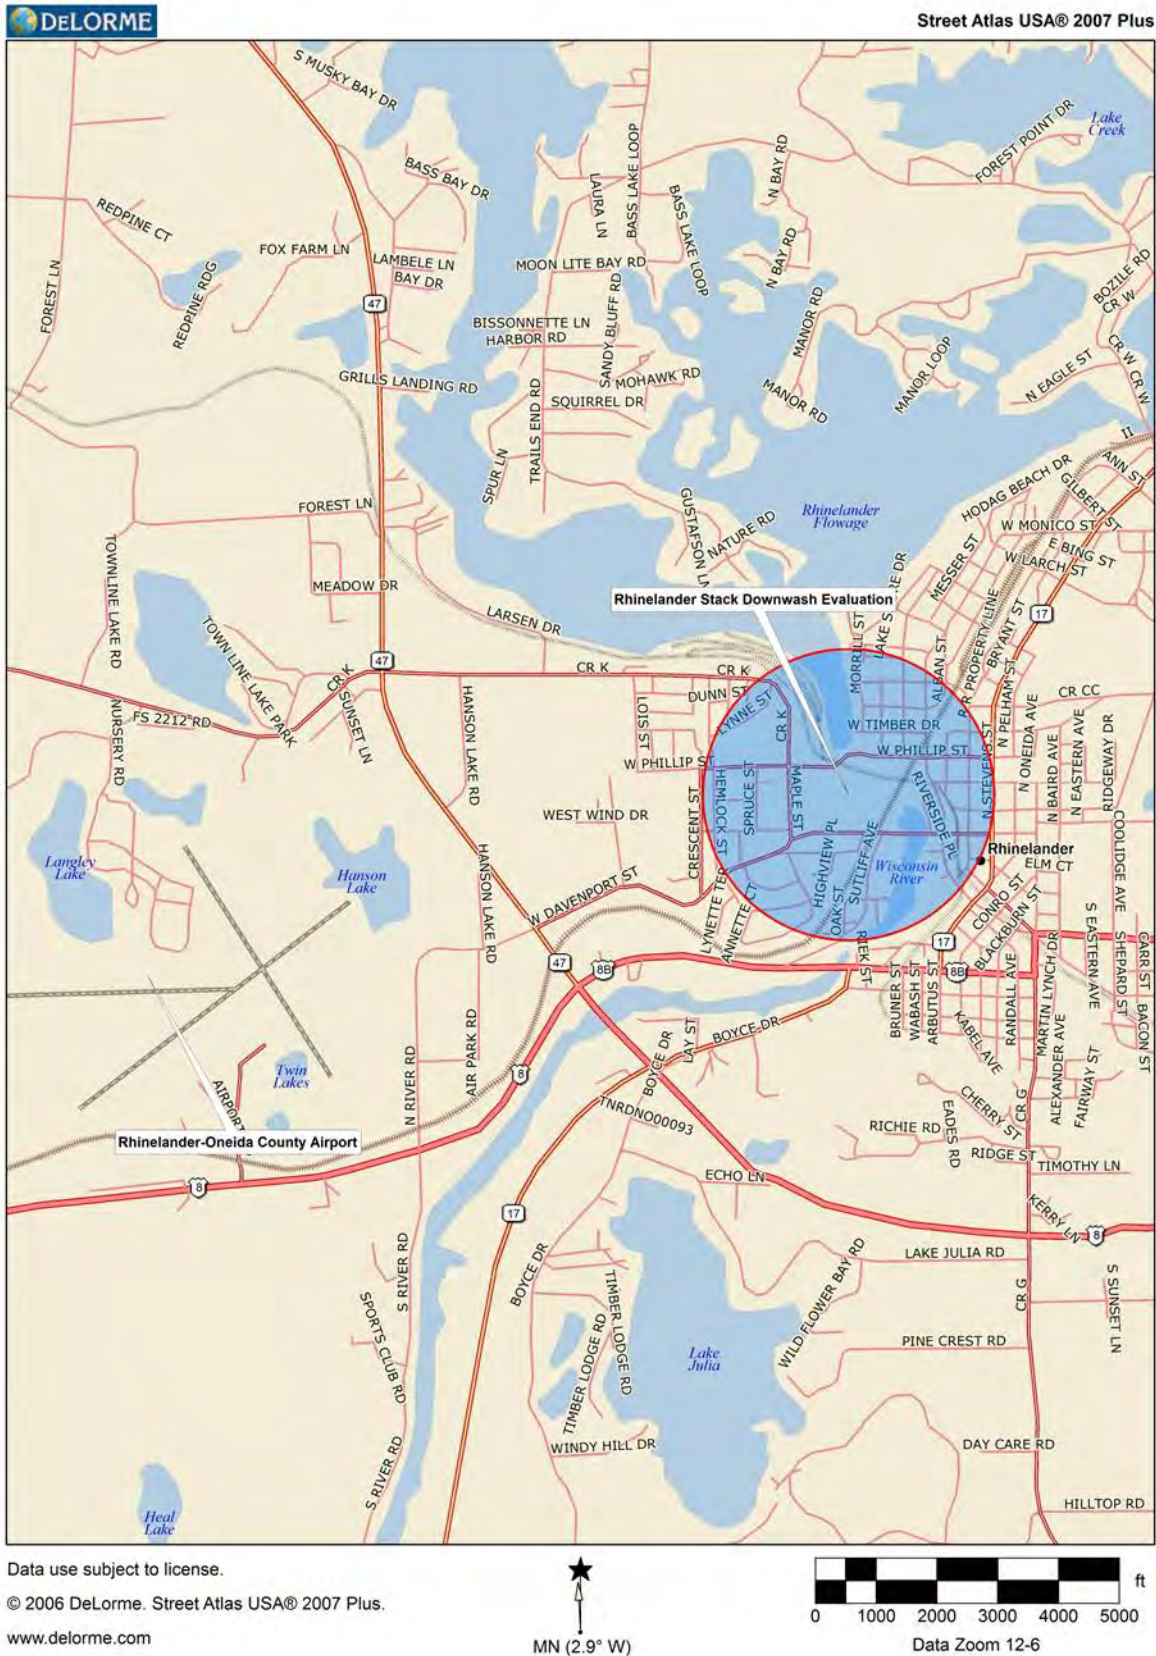 DELORME
Street Atlas USA® 2007 Plus
S MUSKY BAY DR
Lake
Creek
FOREST POINT DR
BASS LAKE LOOP
N BAY RD
BASS BAY DR
LAURA LN
BASS LAKE LOOP
REDPINE CT
FOX FARM LN
LAMBELE LN
BAY DR
MOON LITE BAY RD
N BAY RD
BOZILE RD
CR W
FOREST LN
REDPINE RDG
47
SANDY BLUFF RD
MANOR RD
BISSONNETTE LN
HARBOR RD
MANOR LOOP
CR W CR W
N EAGLE ST
GRILLS LANDING RD
MOHAWK RD
SQUIRREL DR
MANOR RD
TRAILS END RD
SPUR LN
II
ANN ST
HODAG BEACH DR
GILBERT ST
FOREST LN
GUSTAFSON LN
NATURE RD
Rhinelander
Flowage
W MONICO ST
E BING ST
W LARCH ST
TOWNLINE LAKE RD
MEADOW DR
MESSER ST
Rhinelander Stack Downwash Evaluation
RE DR
LAKE S
MORRILL ST
R R PROPERTY LINE
BRYANT ST
17
LARSEN DR
TOWN LINE LAKE PARK
47
CR K
CR K
CR K
ALBAN ST
DUNN ST
LYNNE ST
CR K
N PELHAM ST
CR CC
NURSERY RD
FS 2212 RD
SUNSET LN
HANSON LAKE RD
LOIS ST
W TIMBER DR
W PHILLIP ST
W PHILLIP ST
N STEVENS ST
N ONEIDA AVE
N BAIRD AVE
N EASTERN AVE
RIDGEWAY DR
HEMLOCK ST
SPRUCE ST
MAPLE ST
RIVERSIDE PL
WEST WIND DR
CRESCENT ST
HIGHVIEW PL
SUTLIFF AVE
Rhinelander
ELM CT
COOLIDGE AVE
Langley
Lake
Hanson
Lake
HANSON LAKE RD
Wisconsin
River
W DAVENPORT ST
LYNETTE TER
ANNETTE CT
OAK ST
CONRO ST
BLACKBURN ST
S EASTERN AVE
SHEPARD ST
CARR ST
RIEK ST
17
47
8B
8B
BRUNER ST
WABASH ST
ARBUTUS ST
RANDALL AVE
MARTIN LYNCH DR
BACON ST
KABEL AVE
ALEXANDER AVE
FAIRWAY ST
Twin
Lakes
AIR PARK RD
N RIVER RD
8
BOYCE DR
LAY ST
BOYCE DR
AIRPORT
TNRDNO00093
EADES RD
CHERRY ST
CR G
Rhinelander-Oneida County Airport
RICHIE RD
RIDGE ST
TIMOTHY LN
8
ECHO LN
17
KERRY LN
8
S RIVER RD
BOYCE DR
LAKE JULIA RD
WILD FLOWER BAY RD
TIMBER LODGE RD
CR G
S SUNSET LN
SPORTS CLUB RD
TIMBER LODGE RD
Lake
Julia
PINE CREST RD
WINDY HILL DR
DAY CARE RD
S RIVER RD
Heal
Lake
HILLTOP RD
Data use subject to license.
© 2006 DeLorme. Street Atlas USA® 2007 Plus.
www.delorme.com
MN (2.9° W)
ft
0 1000 2000 3000 4000 5000
Data Zoom 12-6